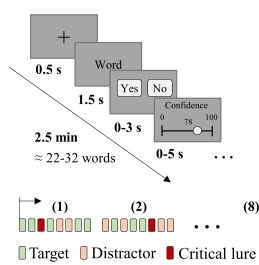 +
0.5 s
Word
1.5 s
Yes No
0-3 s
Confidence
0 100
78
0-5 s
2.5 min
≈ 22-32 words
. . .
(1) (2) (8)
• • •
Target Distractor Critical lure